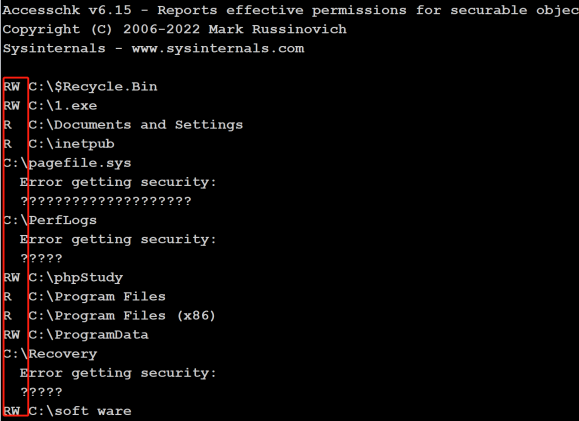 Accesschk v6.15 - Reports effective permissions for securable objec
Copyright (C) 2006-2022 Mark Russinovich
Sysinternals - www.sysinternals.com
RW C:\$Recycle.Bin
RW C:\1.exe
R  C:\Documents and Settings
R  C:\inetpub
C:\pagefile.sys
  Error getting security:
  ????????????????????
C:\PerfLogs
  Error getting security:
  ?????
RW C:\phpStudy
R  C:\Program Files
R  C:\Program Files (x86)
RW C:\ProgramData
C:\Recovery
  Error getting security:
  ?????
RW C:\soft ware